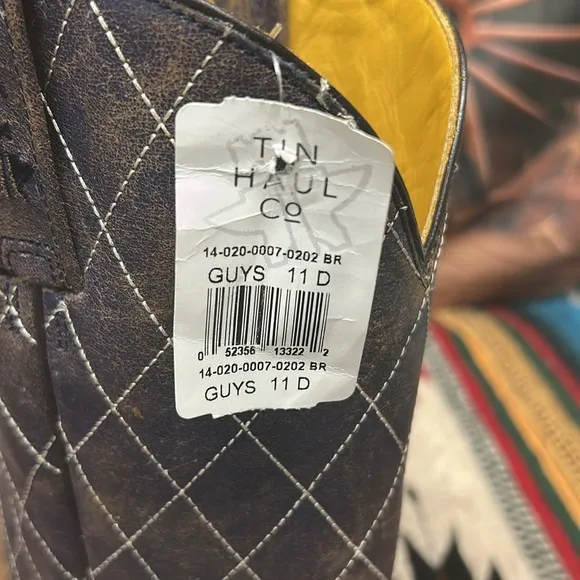 TIN
HAUL
Co
14-020-0007-0202 BR
GUYS 11 D
0 52356 13322 2
14-020-0007-0202 BR
GUYS 11 D